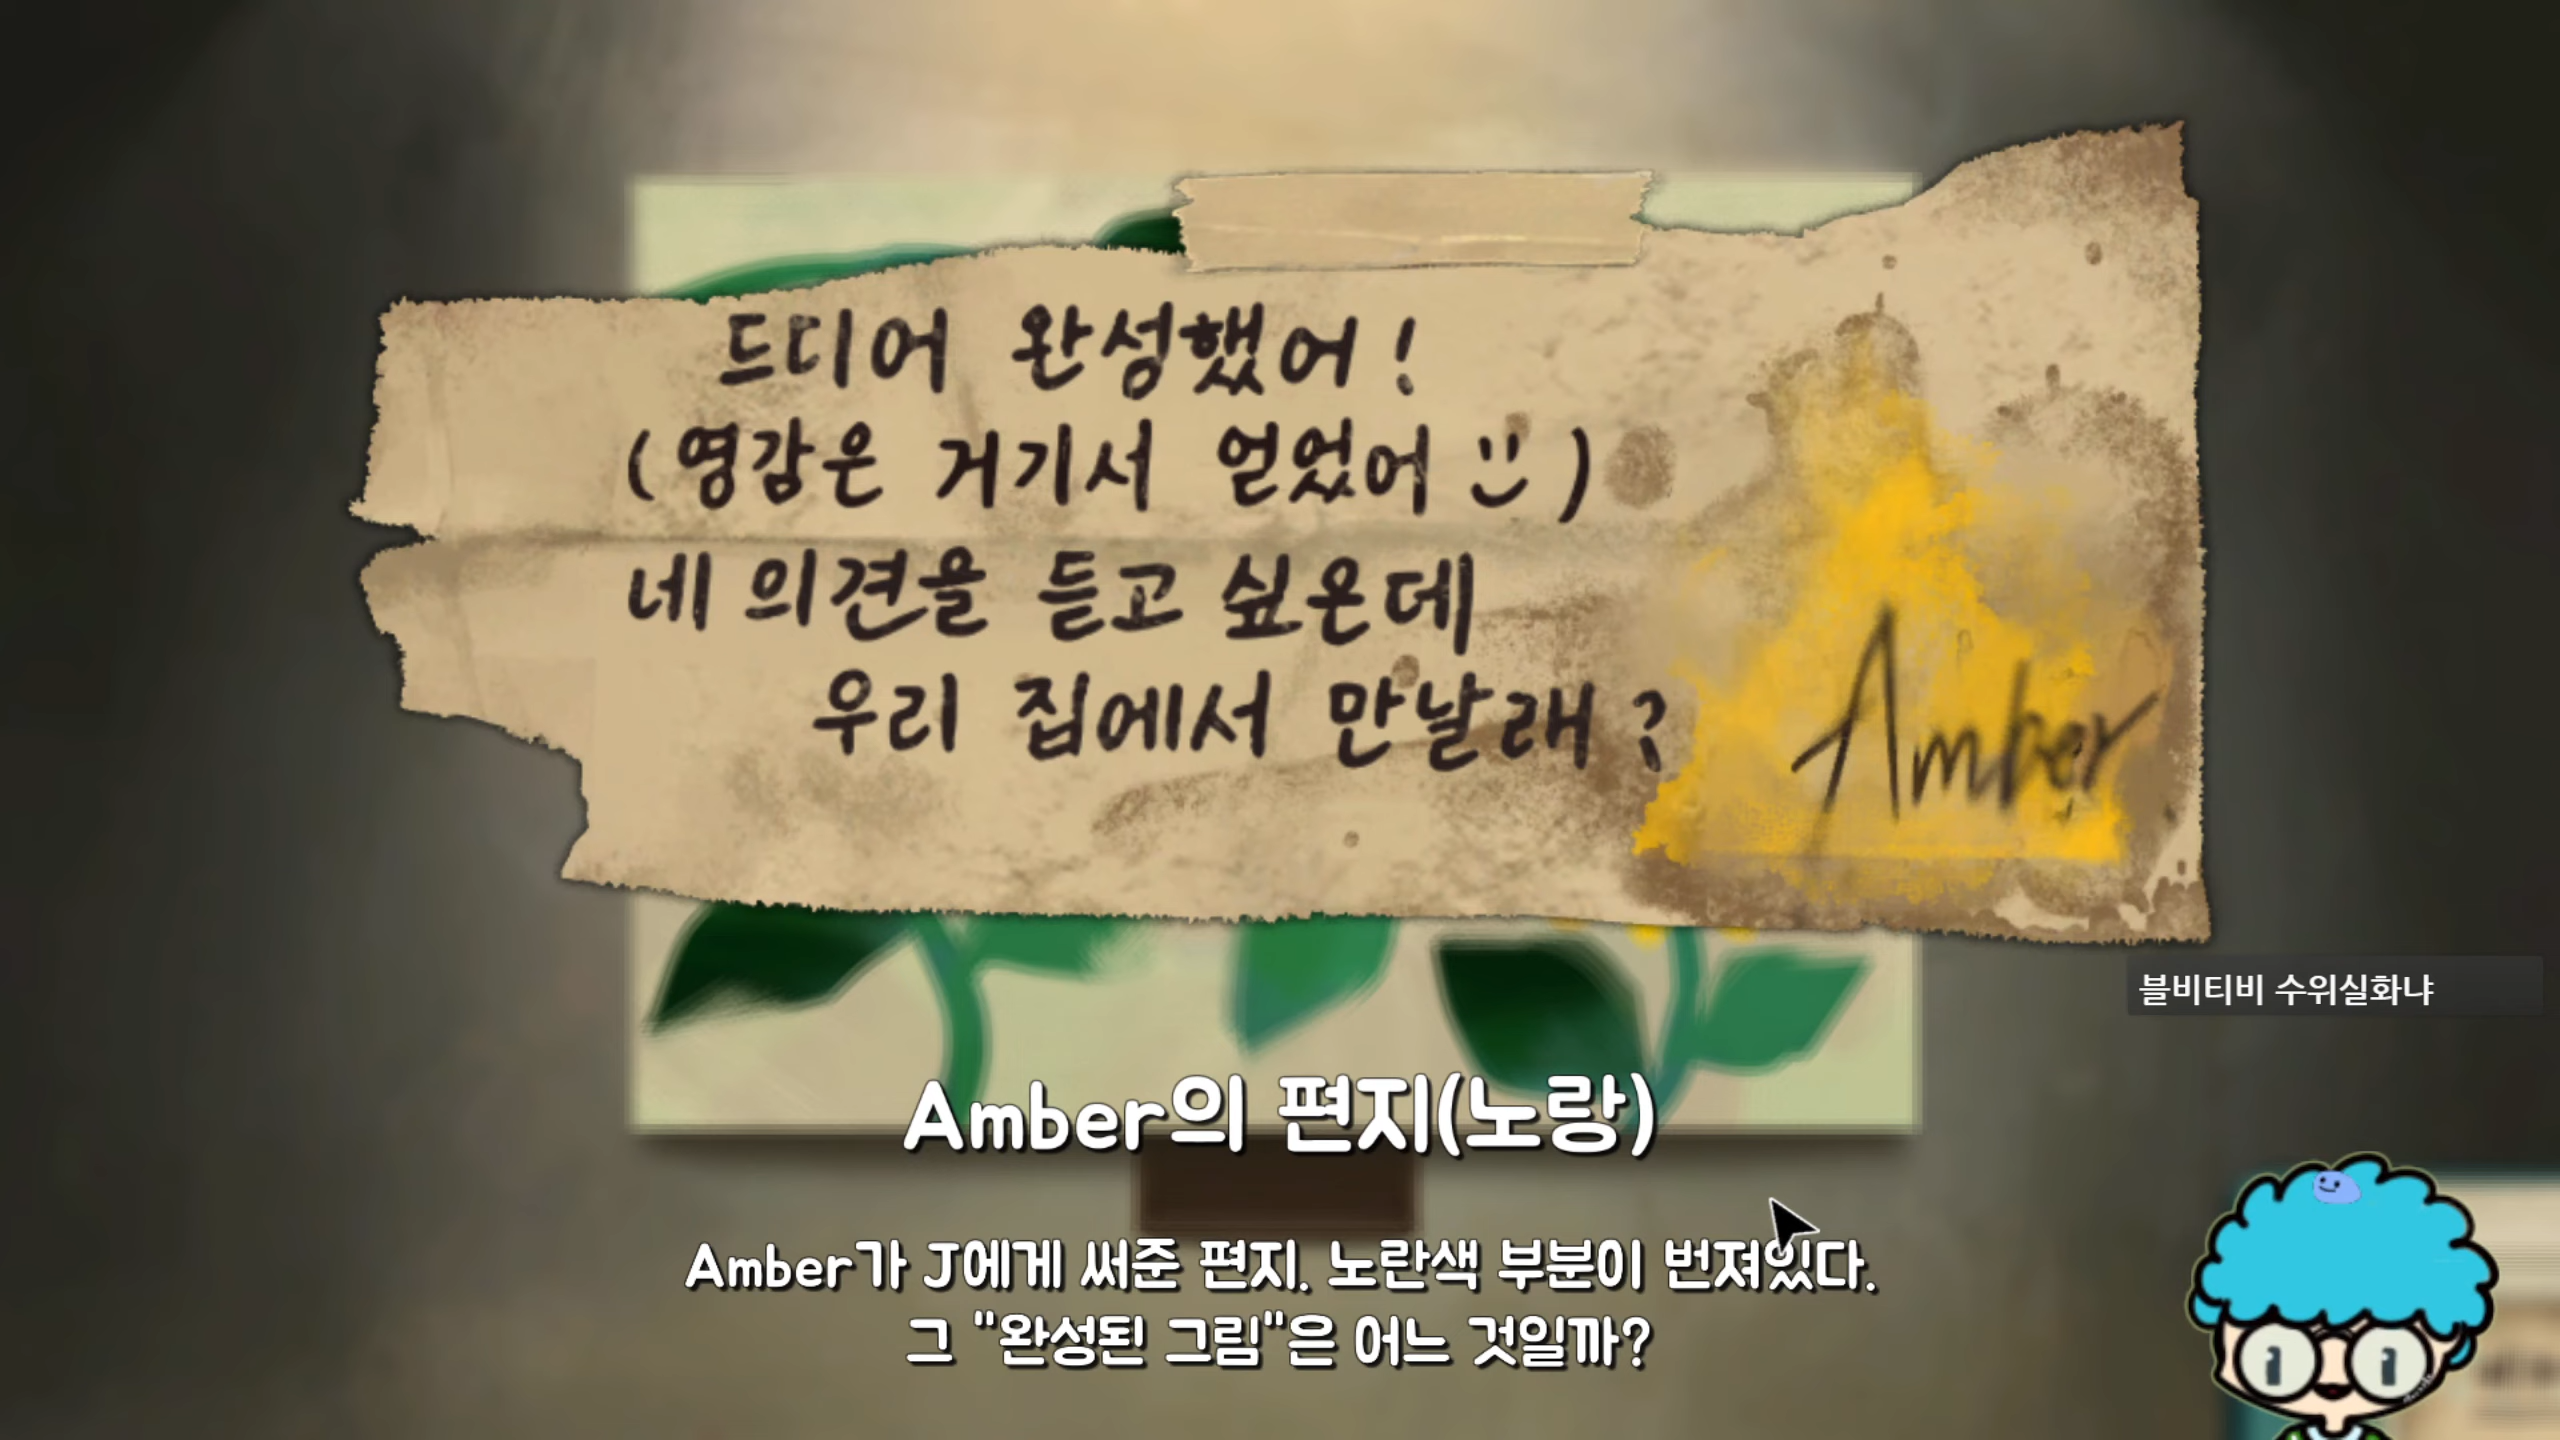 드디어 완성했어!
(영감은 거기서 얻었어 :))
네 의견을 듣고 싶은데
우리 집에서 만날래?
Amber
블비티비 수위실화냐
Amber의 편지(노랑)
Amber가 J에게 써준 편지. 노란색 부분이 번져있다.
그 "완성된 그림"은 어느 것일까?